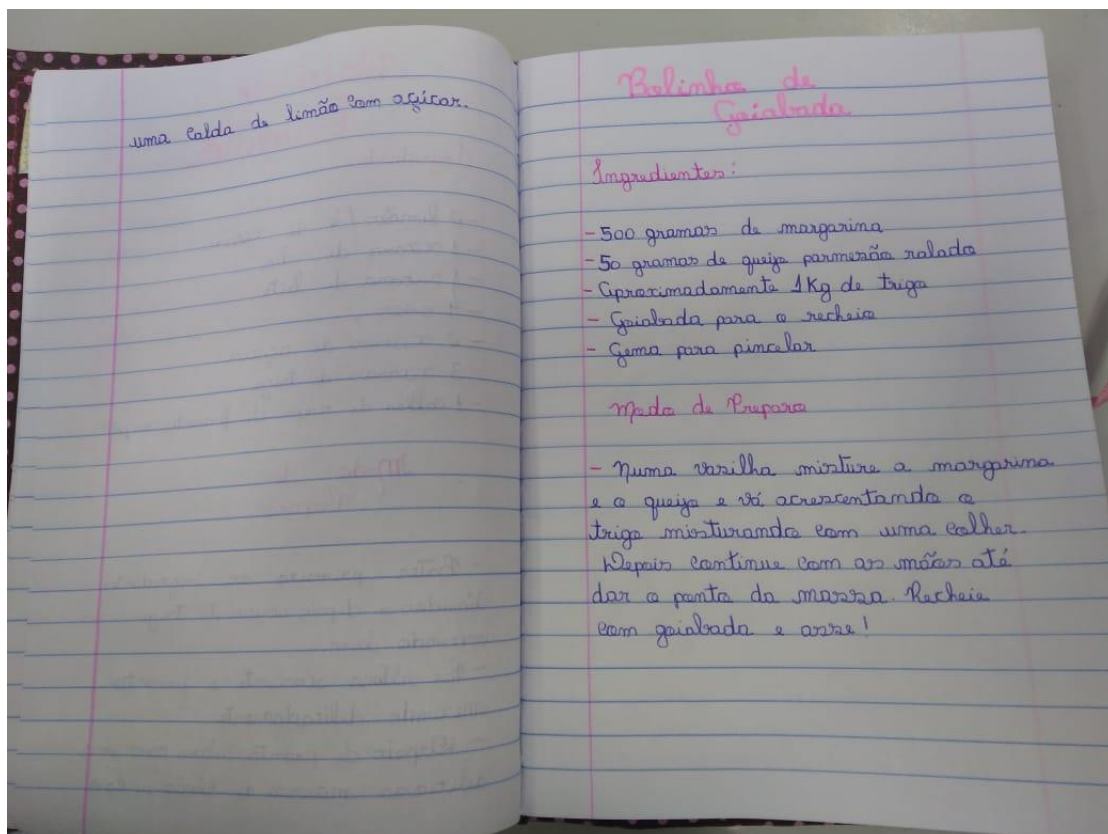 uma calda de limão com açúcar.
Bolinho de
Goiabada
Ingredientes:
- 500 gramas de margarina
- 50 gramas de queijo parmesão ralado
- Aproximadamente 1Kg de trigo
- Goiabada para o recheio
- Gema para pincelar
Modo de Preparo
- Numa vasilha misture a margarina
e o queijo e vá acrescentando o
trigo misturando com uma colher.
Depois continue com as mãos até
dar o ponto da massa. Recheie
com goiabada e asse!